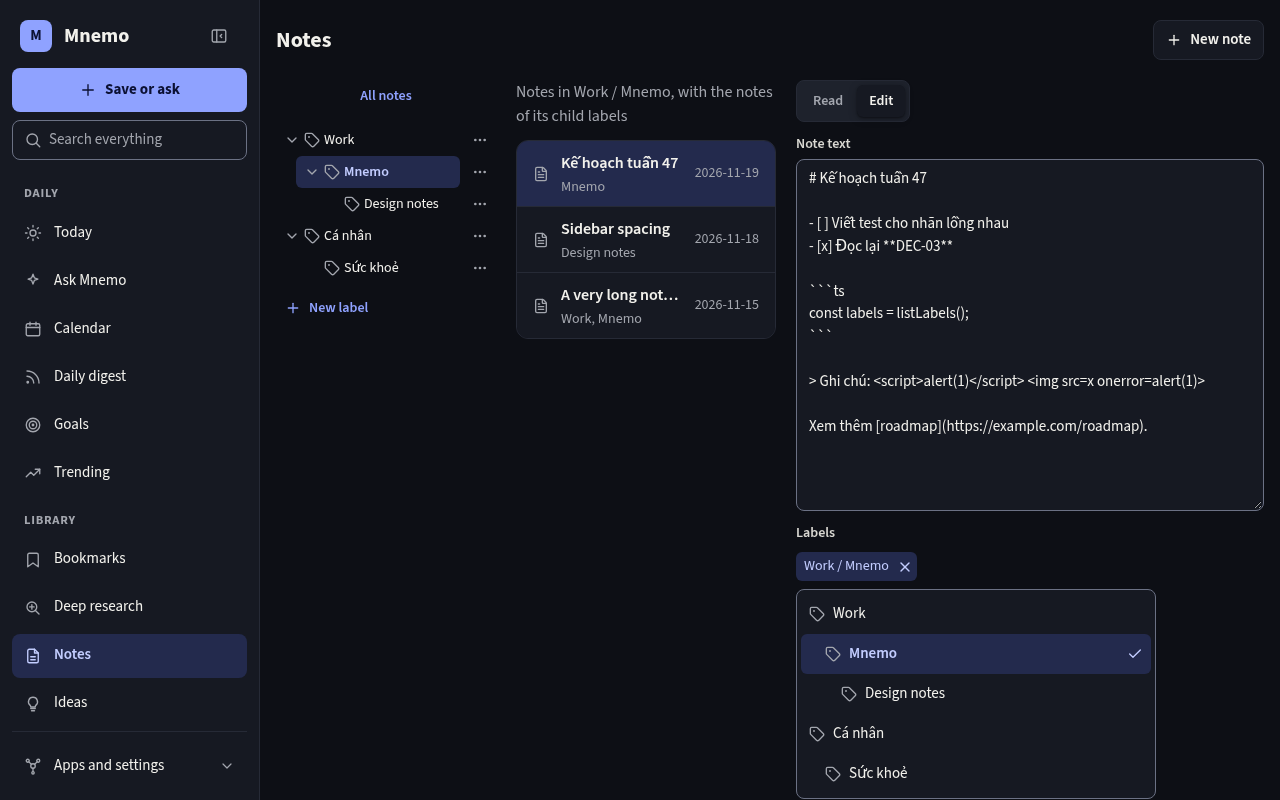 M Mnemo
Save or ask
Search everything
DAILY
Today
Ask Mnemo
Calendar
Daily digest
Goals
Trending
LIBRARY
Bookmarks
Deep research
Notes
Ideas
Apps and settings
Notes
New note
All notes
Work
Mnemo
Design notes
Cá nhân
Sức khoẻ
New label
Notes in Work / Mnemo, with the notes
of its child labels
Kế hoạch tuần 47
Mnemo
2026-11-19
Sidebar spacing
Design notes
2026-11-18
A very long not…
Work, Mnemo
2026-11-15
Read Edit
Note text
# Kế hoạch tuần 47
- [ ] Viết test cho nhãn lồng nhau
- [x] Đọc lại **DEC-03**
```ts
const labels = listLabels();
```
> Ghi chú: <script>alert(1)</script> <img src=x onerror=alert(1)>
Xem thêm [roadmap](https://example.com/roadmap).
Labels
Work / Mnemo
Work
Mnemo
Design notes
Cá nhân
Sức khoẻ